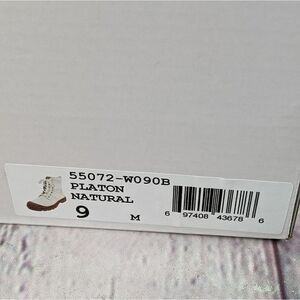 55072-W090B
PLATON
NATURAL
9 M
6 97408 43678 6